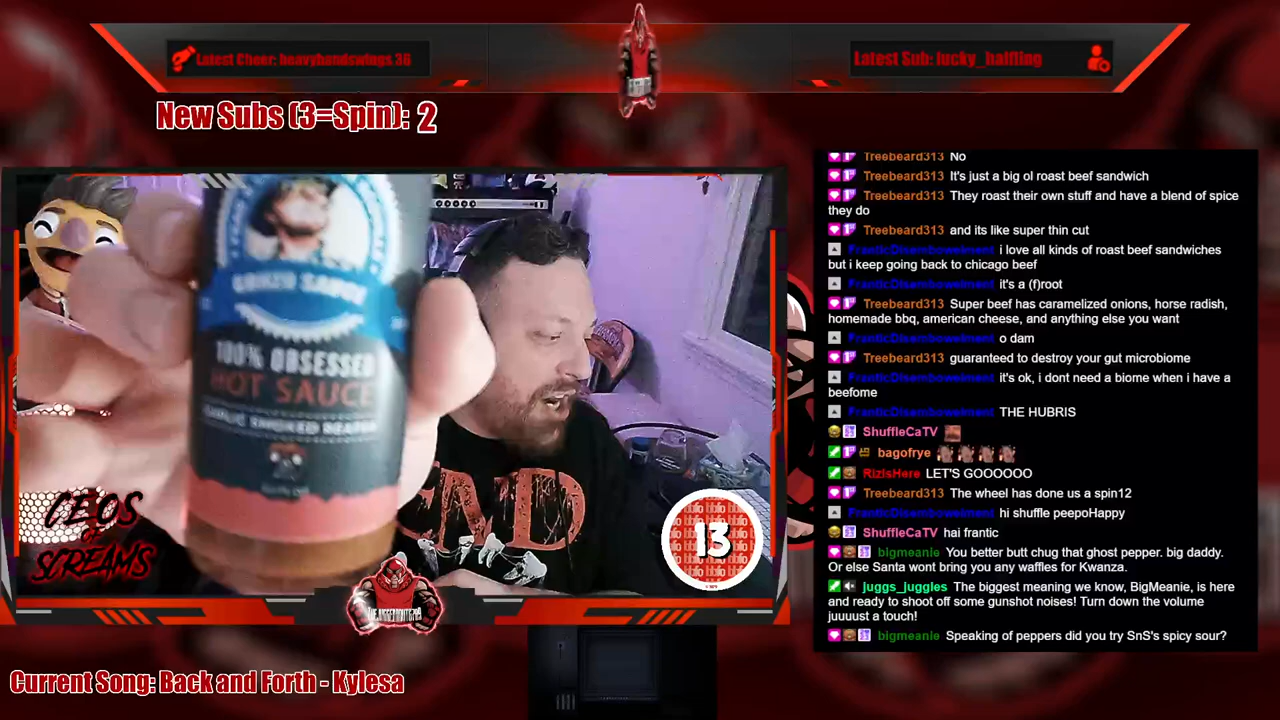 Latest Cheer: heavyhandswings 36
Latest Sub: lucky_halfling
New Subs (3=Spin): 2
100% OBSESSED
HOT SAUCE
GARLIC SMOKED REAPER
CEOS
OF
SCREAMS
13
Current Song: Back and Forth - Kylesa
Treebeard313 No
Treebeard313 It's just a big ol roast beef sandwich
Treebeard313 They roast their own stuff and have a blend of spice
they do
Treebeard313 and its like super thin cut
FranticDisembowelment i love all kinds of roast beef sandwiches
but i keep going back to chicago beef
FranticDisembowelment it's a (f)root
Treebeard313 Super beef has caramelized onions, horse radish,
homemade bbq, american cheese, and anything else you want
FranticDisembowelment o dam
Treebeard313 guaranteed to destroy your gut microbiome
FranticDisembowelment it's ok, i dont need a biome when i have a
beefome
FranticDisembowelment THE HUBRIS
ShuffleCaTV
bagofrye
RizIsHere LET'S GOOOOOO
Treebeard313 The wheel has done us a spin12
FranticDisembowelment hi shuffle peepoHappy
ShuffleCaTV hai frantic
bigmeanie You better butt chug that ghost pepper. big daddy.
Or else Santa wont bring you any waffles for Kwanza.
juggs_juggles The biggest meaning we know, BigMeanie, is here
and ready to shoot off some gunshot noises! Turn down the volume
juuuust a touch!
bigmeanie Speaking of peppers did you try SnS's spicy sour?